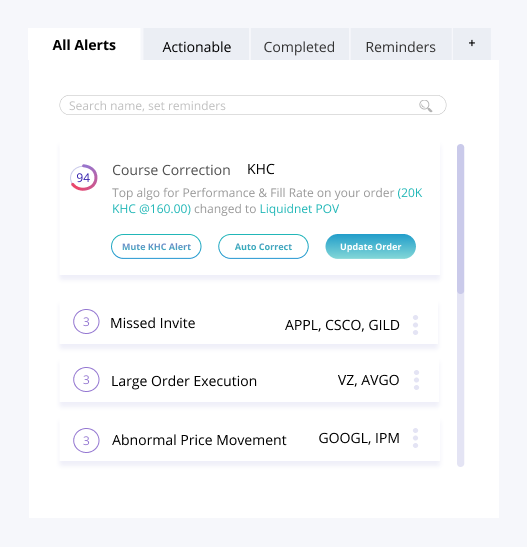 All Alerts
Actionable
Completed
Reminders
+
Search name, set reminders
94
Course Correction KHC
Top algo for Performance & Fill Rate on your order (20K
KHC @160.00) changed to Liquidnet POV
Mute KHC Alert
Auto Correct
Update Order
3 Missed Invite APPL, CSCO, GILD
3 Large Order Execution VZ, AVGO
3 Abnormal Price Movement GOOGL, IPM